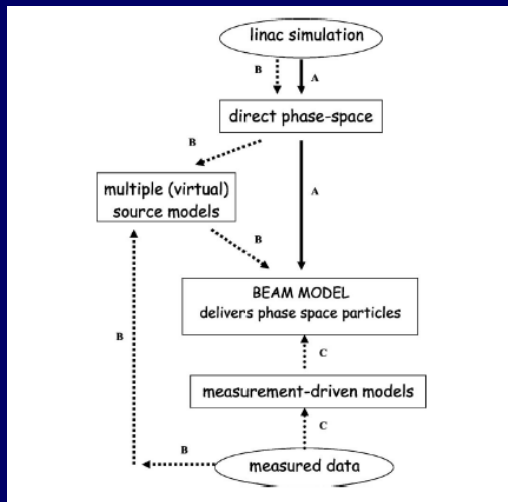 linac simulation
B
A
direct phase-space
B
multiple (virtual)
source models
A
B
BEAM MODEL
delivers phase space particles
B
C
measurement-driven models
C
B
measured data